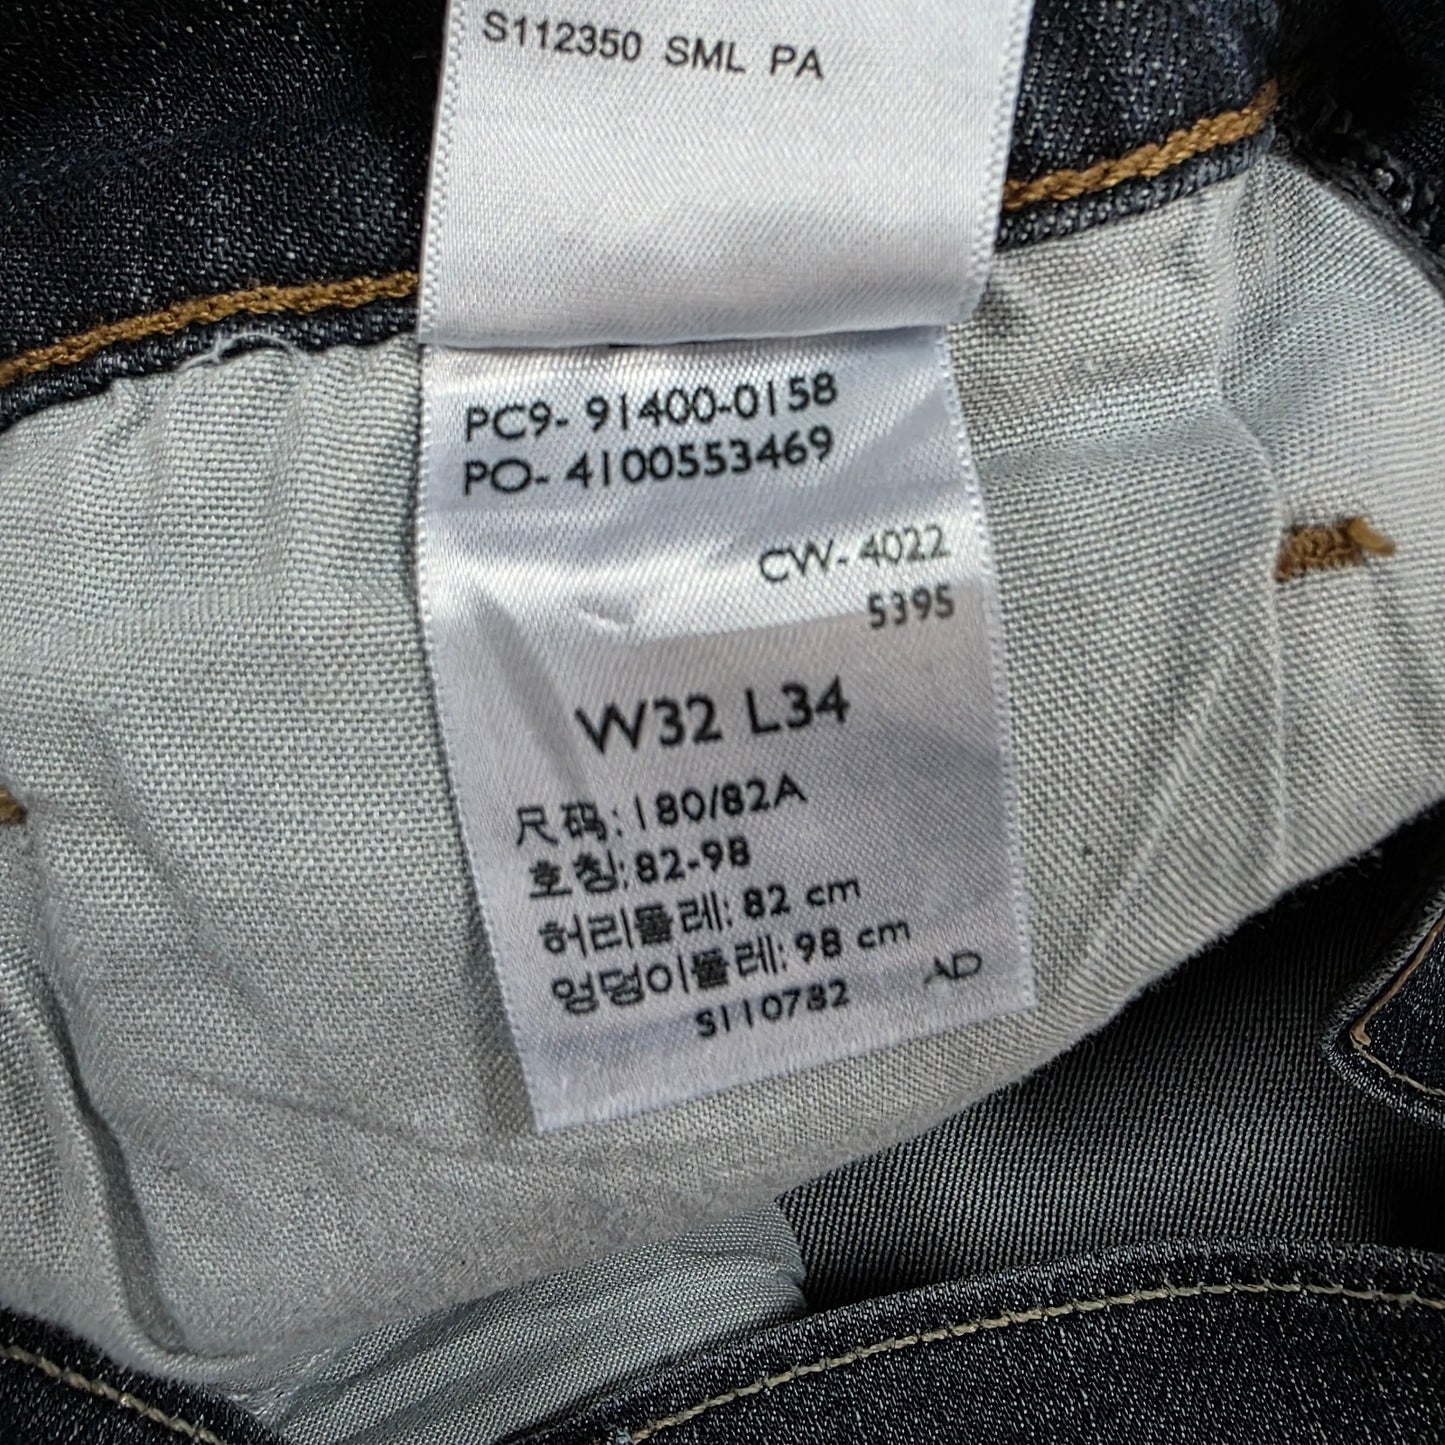 S112350 SML PA
PC9- 91400-0158
PO- 4100553469
CW- 4022
5395
W32 L34
尺码: 180/82A
호칭: 82-98
허리둘레: 82 cm
엉덩이둘레: 98 cm
S110782 AD